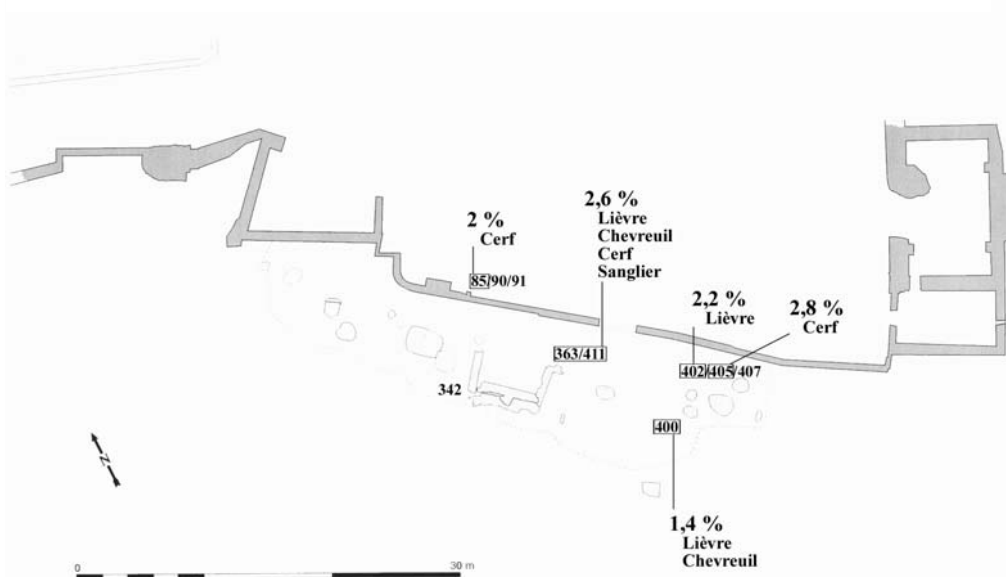 2,6 %
Lièvre
Chevreuil
Cerf
Sanglier
2 %
Cerf
85/90/91
2,2 %
Lièvre
2,8 %
Cerf
363/411
402/405/407
342
400
N
1,4 %
Lièvre
Chevreuil
0
30 m